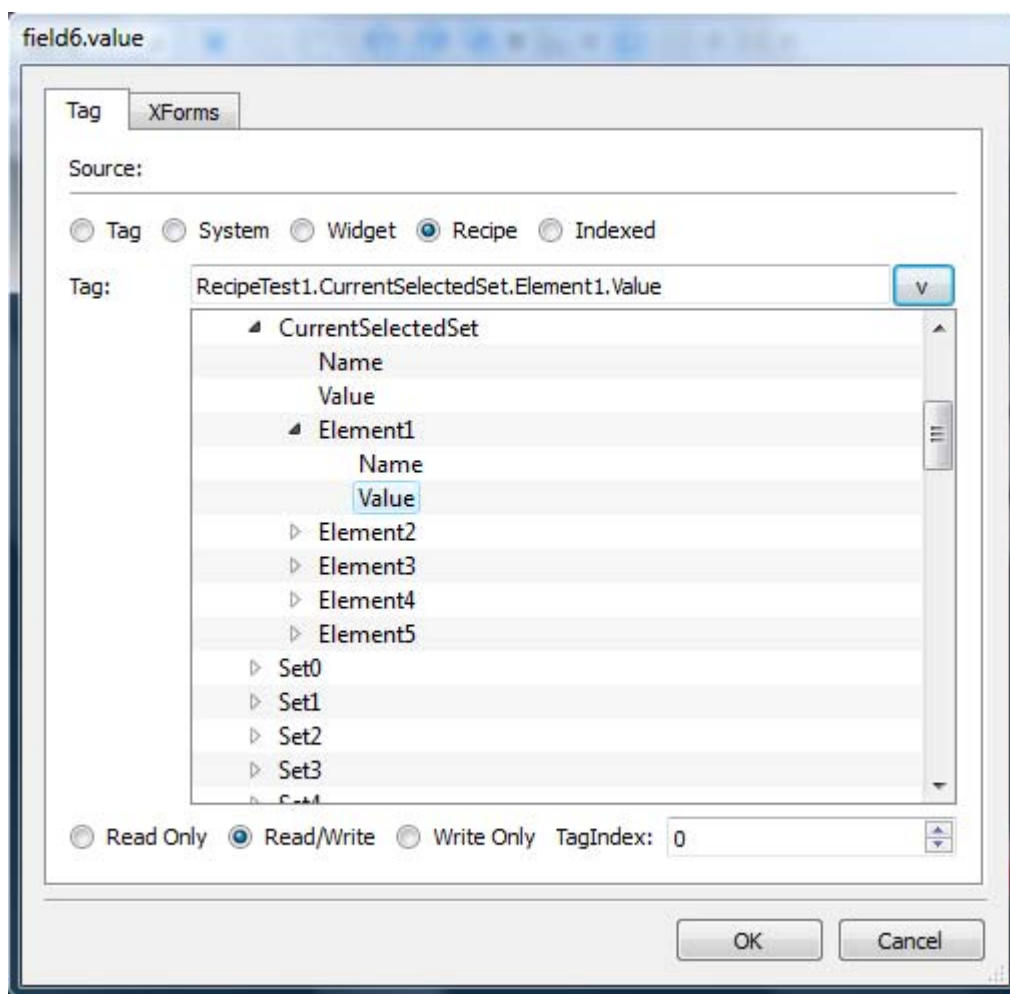 field6.value
Tag XForms
Source:
Tag System Widget Recipe Indexed
Tag: RecipeTest1.CurrentSelectedSet.Element1.Value v
CurrentSelectedSet
Name
Value
Element1
Name
Value
Element2
Element3
Element4
Element5
Set0
Set1
Set2
Set3
Set4
Read Only Read/Write Write Only TagIndex: 0
OK Cancel